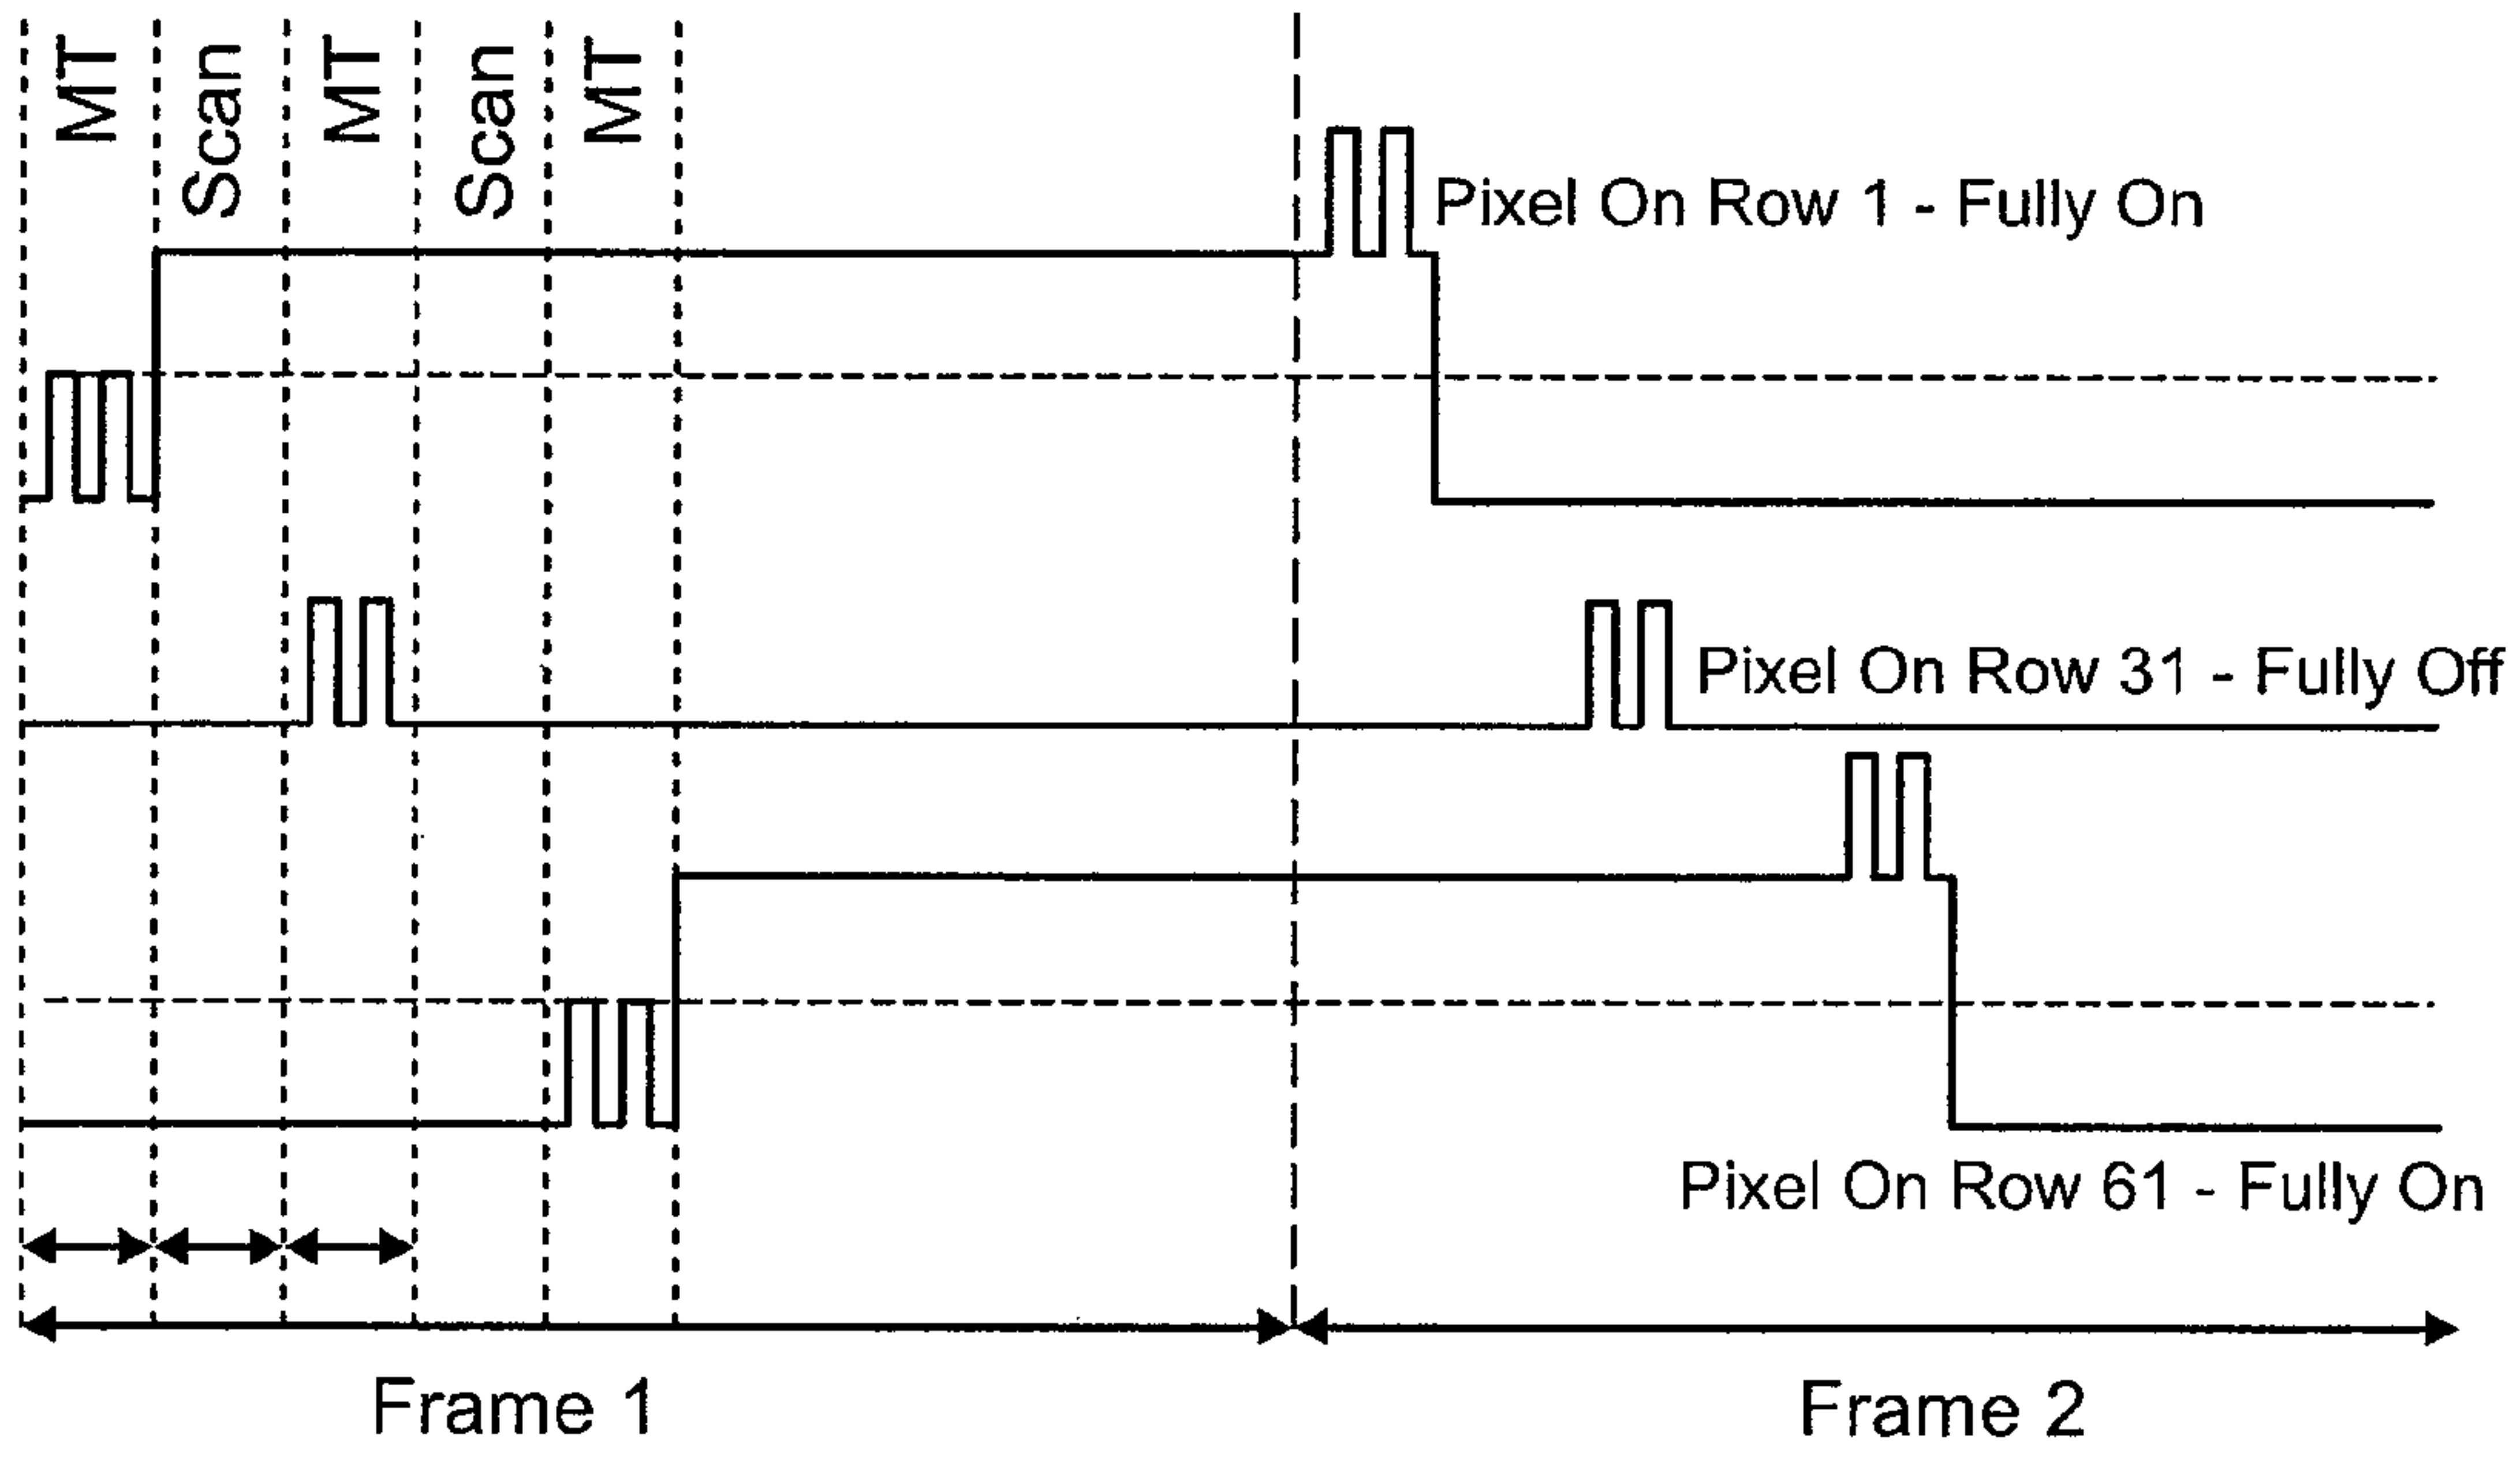 MT
Scan
MT
Scan
MT
Pixel On Row 1 - Fully On
Pixel On Row 31 - Fully Off
Pixel On Row 61 - Fully On
Frame 1
Frame 2